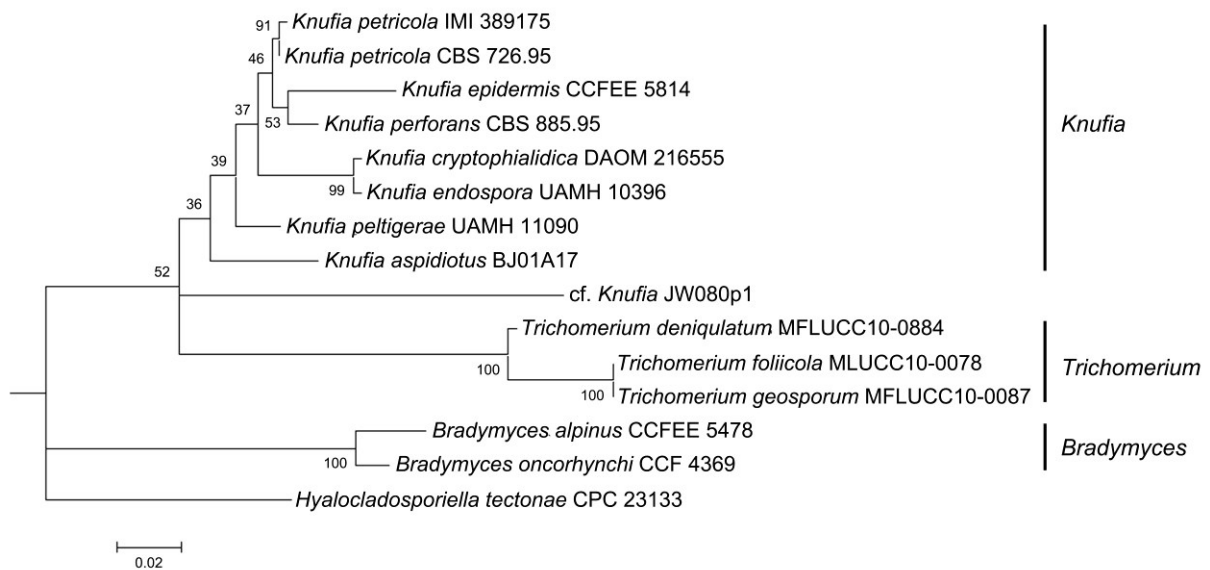 91
Knufia petricola IMI 389175
Knufia petricola CBS 726.95
46
Knufia epidermis CCFEE 5814
37
53
Knufia perforans CBS 885.95
Knufia
39
Knufia cryptophialidica DAOM 216555
99
Knufia endospora UAMH 10396
36
Knufia peltigerae UAMH 11090
Knufia aspidiotus BJ01A17
52
cf. Knufia JW080p1
Trichomerium deniqulatum MFLUCC10-0884
100
Trichomerium foliicola MLUCC10-0078
Trichomerium
100
Trichomerium geosporum MFLUCC10-0087
Bradymyces alpinus CCFEE 5478
Bradymyces
100
Bradymyces oncorhynchi CCF 4369
Hyalocladosporiella tectonae CPC 23133
0.02